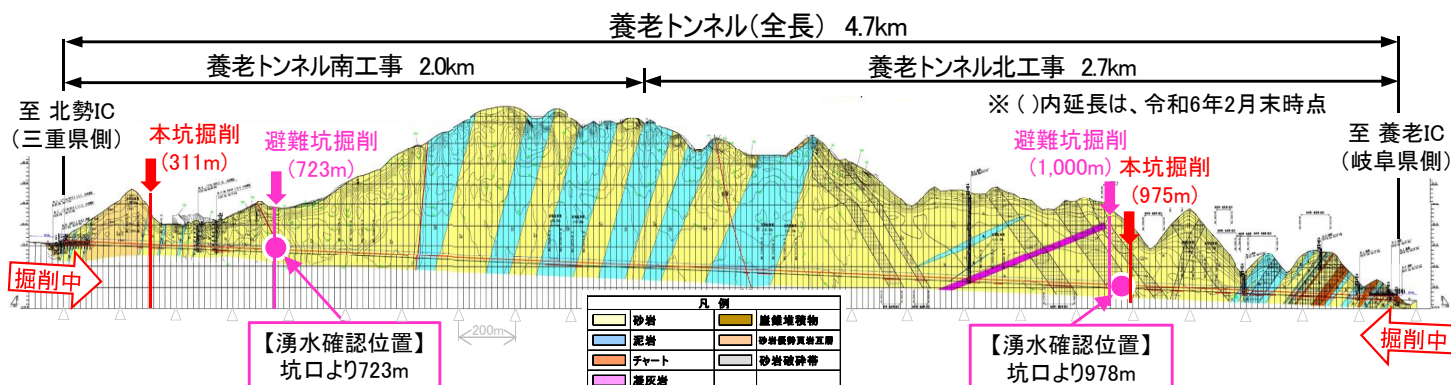 養老トンネル(全長) 4.7km
養老トンネル南工事 2.0km
養老トンネル北工事 2.7km
※( )内延長は、令和6年2月末時点
至 北勢IC
(三重県側)
本坑掘削
(311m)
避難坑掘削
(723m)
避難坑掘削
(1,000m)
本坑掘削
(975m)
至 養老IC
(岐阜県側)
掘削中
掘削中
【湧水確認位置】
坑口より723m
200m
凡 例
砂岩
崖錐堆積物
泥岩
砂岩優勢頁岩互層
チャート
砂岩破砕帯
凝灰岩
【湧水確認位置】
坑口より978m